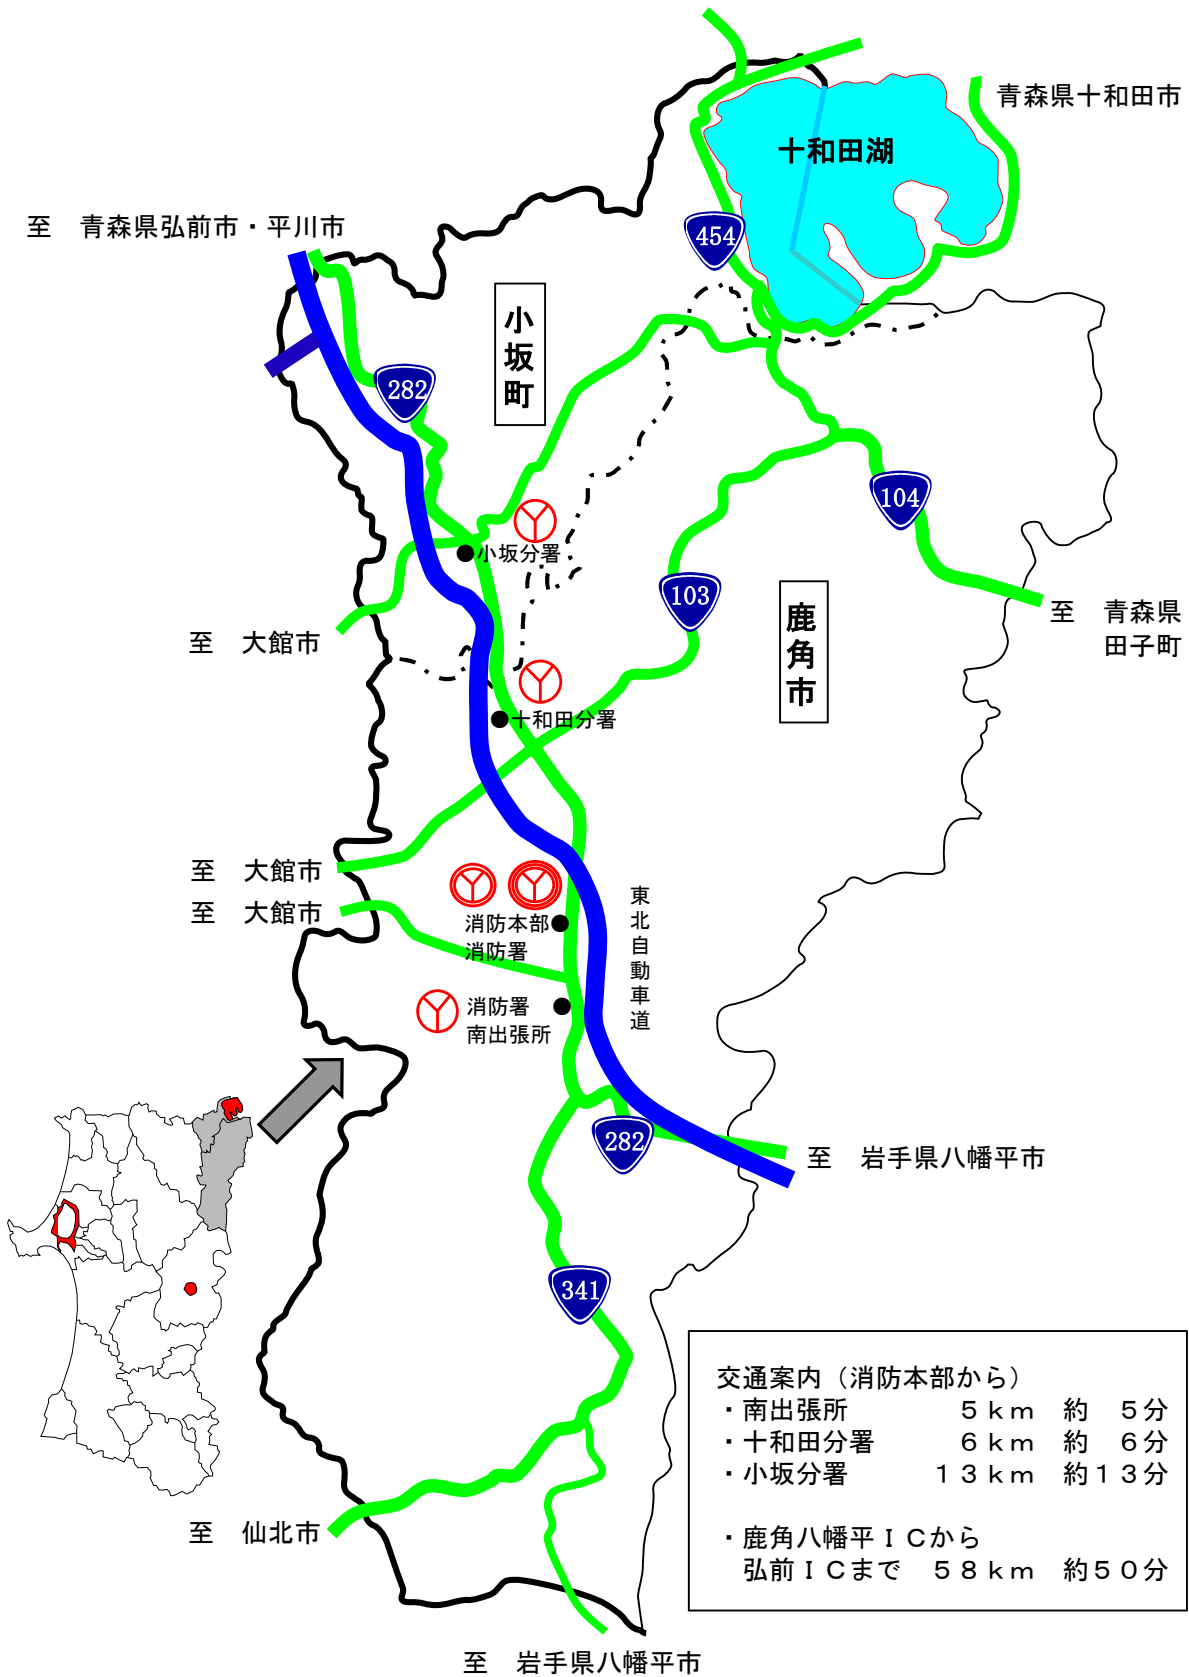 青森県十和田市
十和田湖
至　青森県弘前市・平川市
454
小坂町
282
104
小坂分署
103
鹿角市
至　青森県
田子町
至　大館市
十和田分署
至　大館市
至　大館市
消防本部
消防署
東北自動車道
消防署
南出張所
282
至　岩手県八幡平市
341
交通案内（消防本部から）
・南出張所　　　　５ｋｍ　約　５分
・十和田分署　　　６ｋｍ　約　６分
・小坂分署　　　１３ｋｍ　約１３分
・鹿角八幡平ＩＣから
弘前ＩＣまで　５８ｋｍ　約５０分
至　仙北市
至　岩手県八幡平市